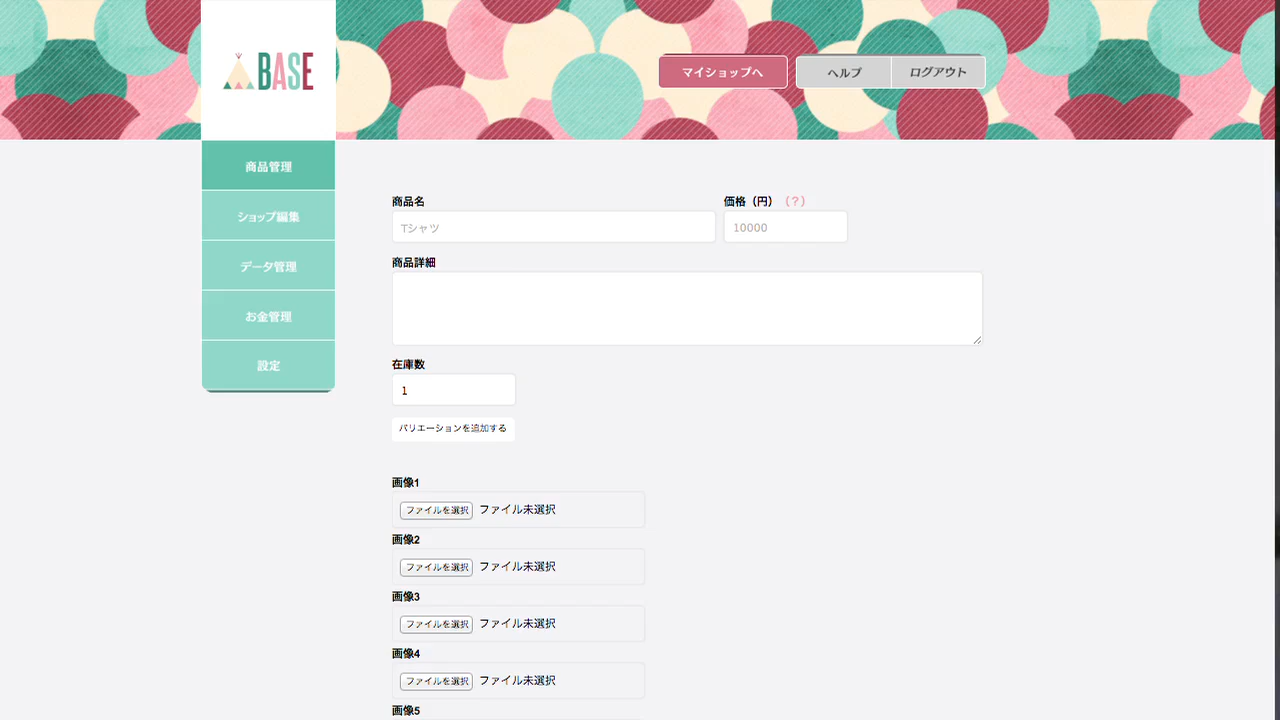 BASE
マイショップへ
ヘルプ
ログアウト
商品管理
ショップ編集
データ管理
お金管理
設定
商品名
価格（円）（？）
Tシャツ
10000
商品詳細
在庫数
1
バリエーションを追加する
画像1
ファイルを選択 ファイル未選択
画像2
ファイルを選択 ファイル未選択
画像3
ファイルを選択 ファイル未選択
画像4
ファイルを選択 ファイル未選択
画像5